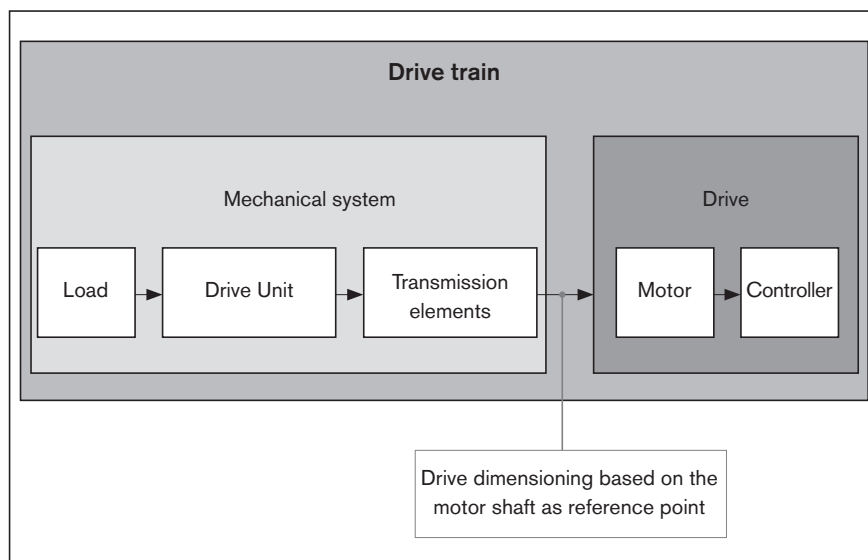 Drive train
Mechanical system
Drive
Load
Drive Unit
Transmission
elements
Motor
Controller
Drive dimensioning based on the
motor shaft as reference point